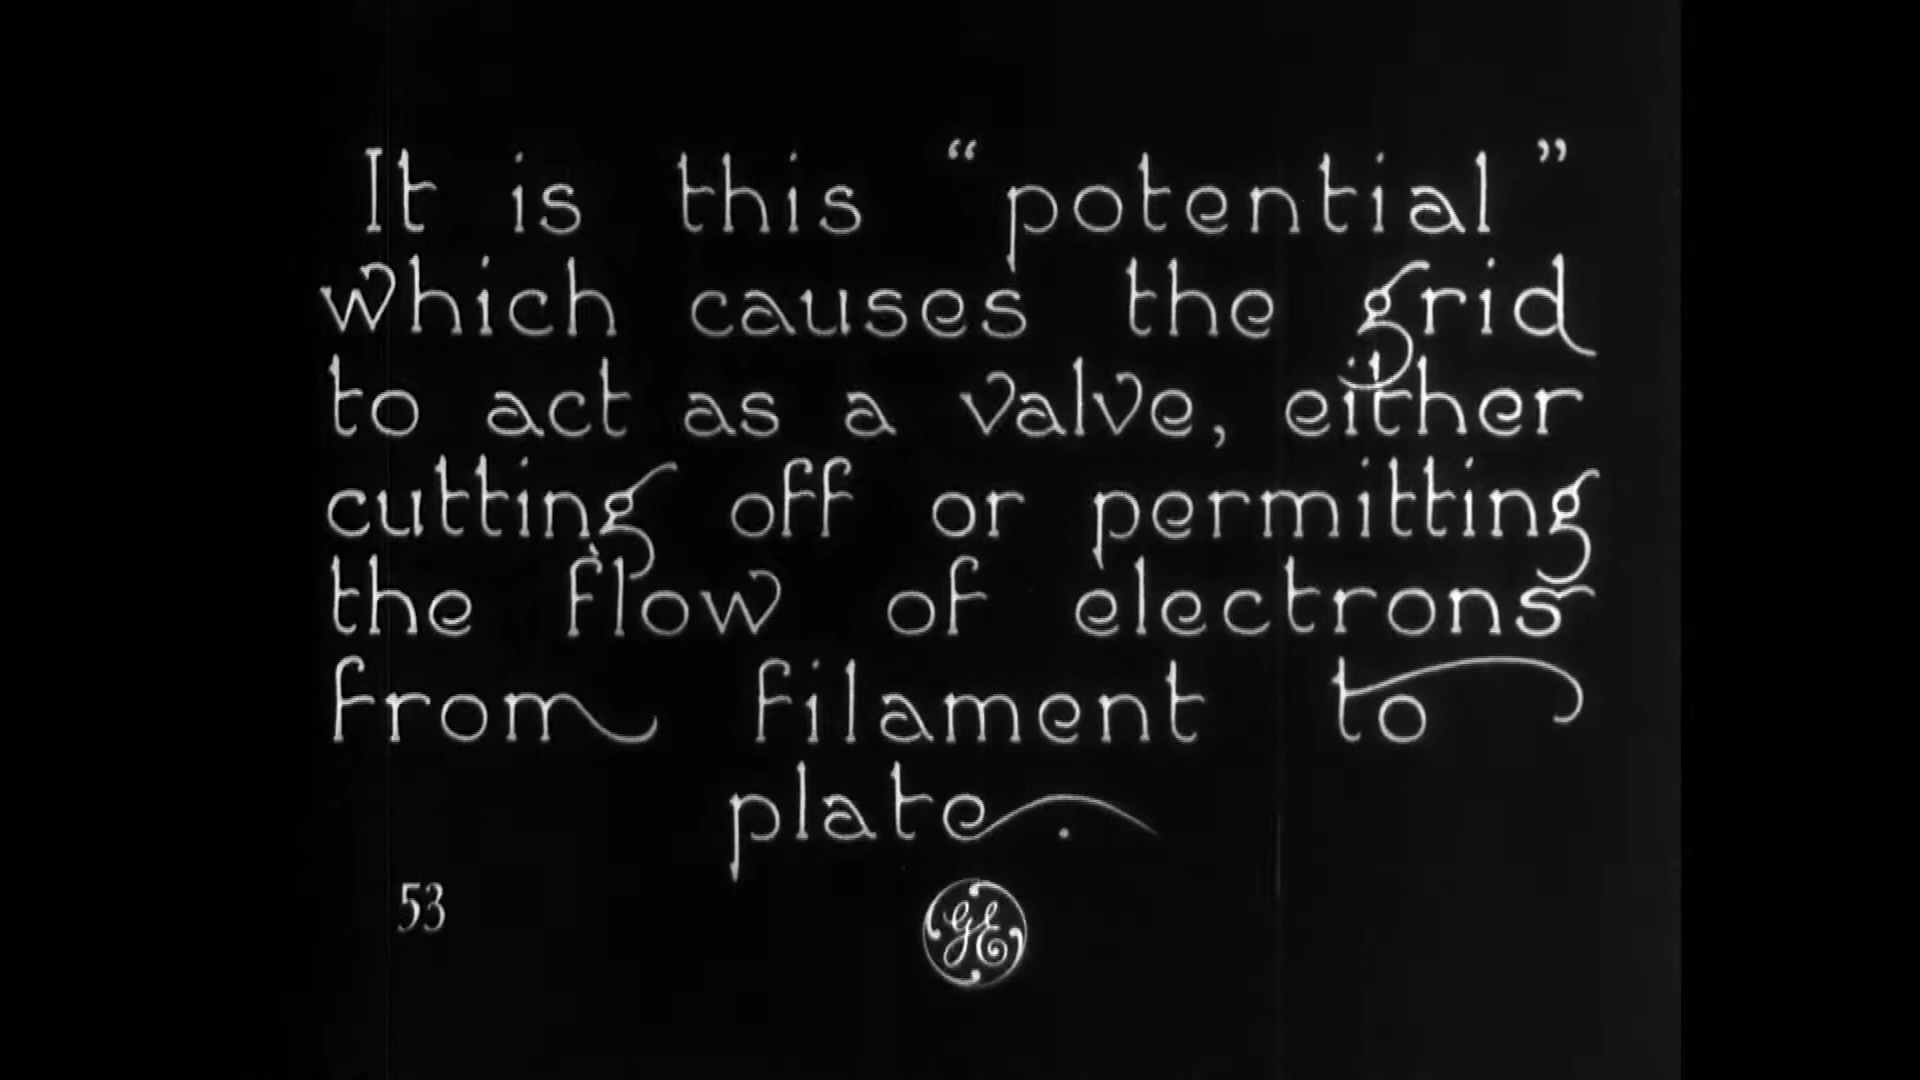 It is this “potential”
which causes the grid
to act as a valve, either
cutting off or permitting
the flow of electrons
from filament to
plate.
53
GE